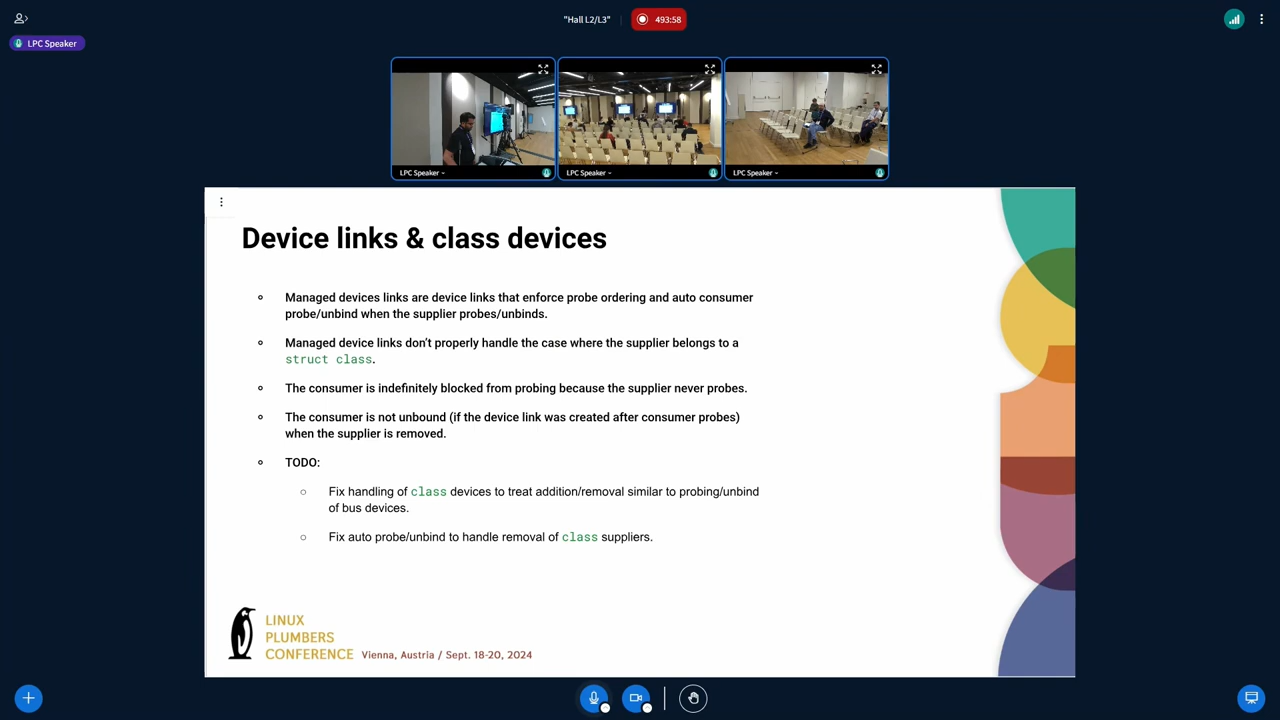 "Hall L2/L3"
493:58
LPC Speaker
LPC Speaker
LPC Speaker
LPC Speaker
Device links & class devices
Managed devices links are device links that enforce probe ordering and auto consumer
probe/unbind when the supplier probes/unbinds.
Managed device links don't properly handle the case where the supplier belongs to a
struct class.
The consumer is indefinitely blocked from probing because the supplier never probes.
The consumer is not unbound (if the device link was created after consumer probes)
when the supplier is removed.
TODO:
Fix handling of class devices to treat addition/removal similar to probing/unbind
of bus devices.
Fix auto probe/unbind to handle removal of class suppliers.
LINUX
PLUMBERS
CONFERENCE Vienna, Austria / Sept. 18-20, 2024